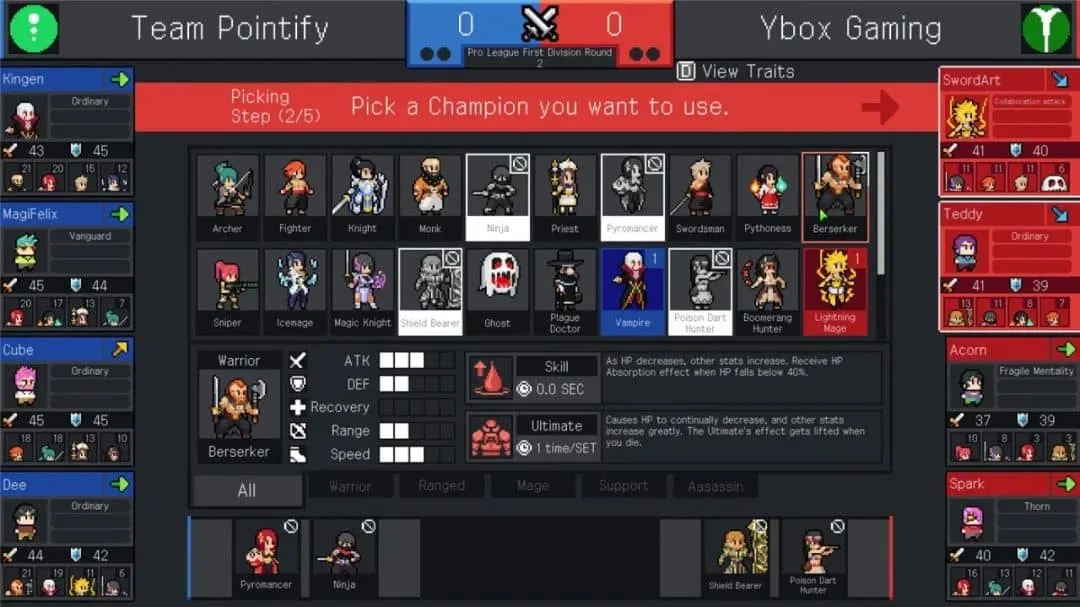 Team Pointify
0
0
Ybox Gaming
Pro League First Division Round
2
D View Traits
Picking
Step (2/5)
Pick a Champion you want to use.
Kingen
Ordinary
43 45
21 20 15 12
MagiFelix
Vanguard
45 44
20 17 13 7
Cube
Ordinary
45 45
18 18 13 10
Dee
Ordinary
44 42
21 19 11 6
Archer
Fighter
Knight
Monk
Ninja
Priest
Pyromancer
Swordsman
Pythoness
Berserker
Sniper
Icemage
Magic Knight
Shield Bearer
Ghost
Plague
Doctor
1
Vampire
Poison Dart
Hunter
Boomerang
Hunter
1
Lightning
Mage
Warrior
Berserker
ATK
DEF
Recovery
Range
Speed
Skill
0.0 SEC
As HP decreases, other stats increase. Receive HP
Absorption effect when HP falls below 40%.
Ultimate
1 time/SET
Causes HP to continually decrease, and other stats
increase greatly. The Ultimate's effect gets lifted when
you die.
All
Warrior
Ranged
Mage
Support
Assassin
Pyromancer
Ninja
Shield Bearer
Poison Dart
Hunter
SwordArt
Collaboration attack
41 40
11 11 11 6
Teddy
Ordinary
41 39
13 11 8 7
Acorn
Fragile Mentality
37 39
10 8 3 3
Spark
Thorn
40 42
16 13 12 11